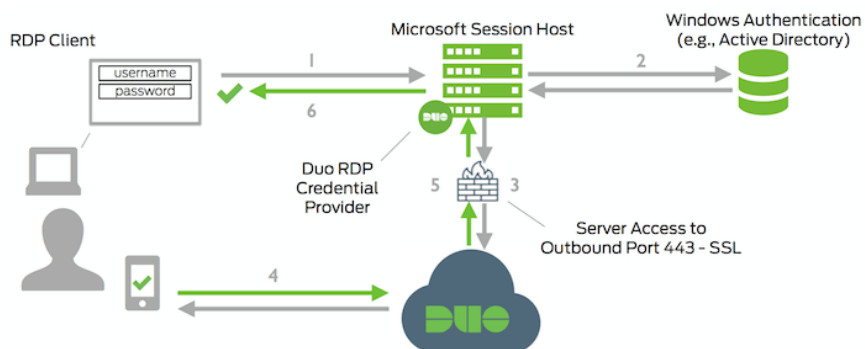 RDP Client
Microsoft Session Host
Windows Authentication
(e.g., Active Directory)
username
password
1
2
6
DUO
Duo RDP
Credential
Provider
5
3
Server Access to
Outbound Port 443 - SSL
4
DUO